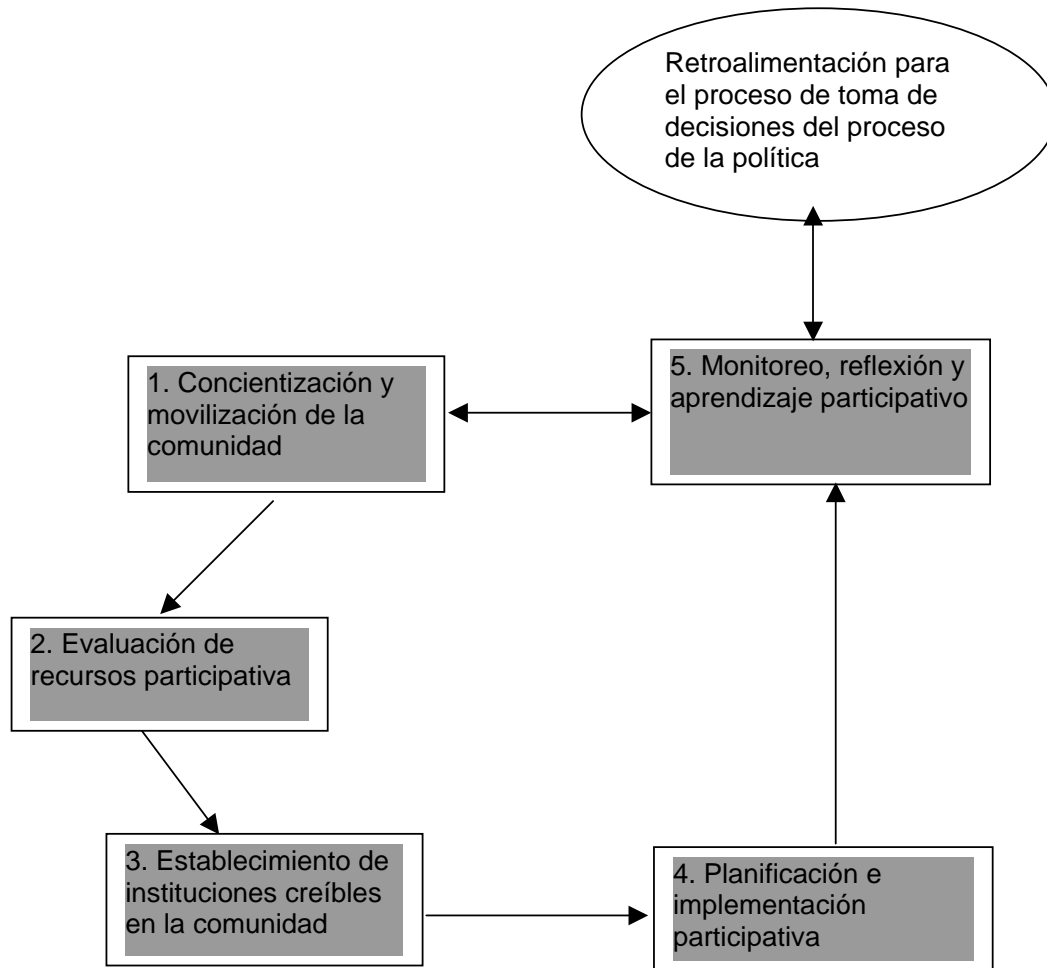 Retroalimentación para
el proceso de toma de
decisiones del proceso
de la política
1. Concientización y
movilización de la
comunidad
5. Monitoreo, reflexión y
aprendizaje participativo
2. Evaluación de
recursos participativa
3. Establecimiento de
instituciones creíbles
en la comunidad
4. Planificación e
implementación
participativa